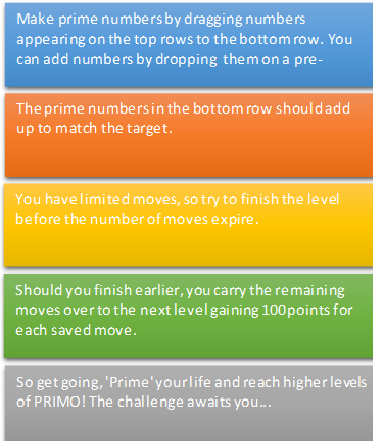 Make prime numbers by dragging numbers
appearing on the top rows to the bottom row. You
can add numbers by dropping them on a pre-
The prime numbers in the bottom row should add
up to match the target.
You have limited moves, so try to finish the level
before the number of moves expire.
Should you finish earlier, you carry the remaining
moves over to the next level gaining 100points for
each saved move.
So get going, 'Prime' your life and reach higher levels
of PRIMO! The challenge awaits you...